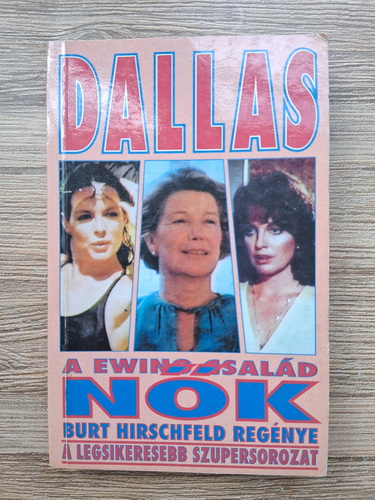 DALLAS
A EWING CSALÁD
NŐK
BURT HIRSCHFELD REGÉNYE
A LEGSIKERESEBB SZUPERSOROZAT